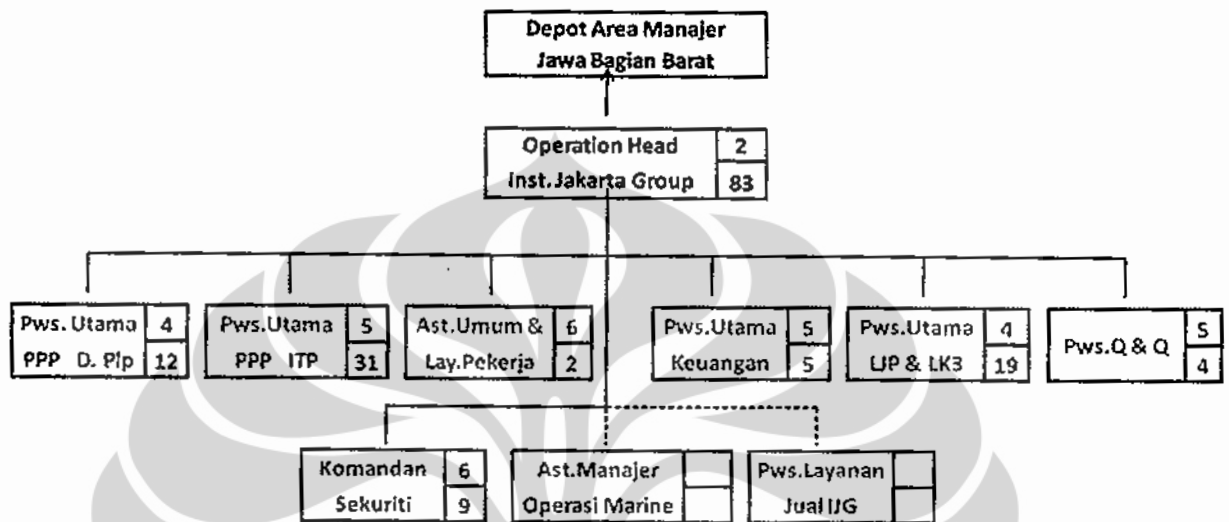 Depot Area Manajer
Jawa Bagian Barat
Operation Head 2
Inst.Jakarta Group 83
Pws. Utama 4
PPP D. Plp 12
Pws.Utama 5
PPP ITP 31
Ast.Umum & 6
Lay.Pekerja 2
Pws.Utama 5
Keuangan 5
Pws.Utama 4
LJP & LK3 19
Pws.Q & Q 5
4
Komandan 6
Sekuriti 9
Ast.Manajer
Operasi Marine
Pws.Layanan
Jual IJG